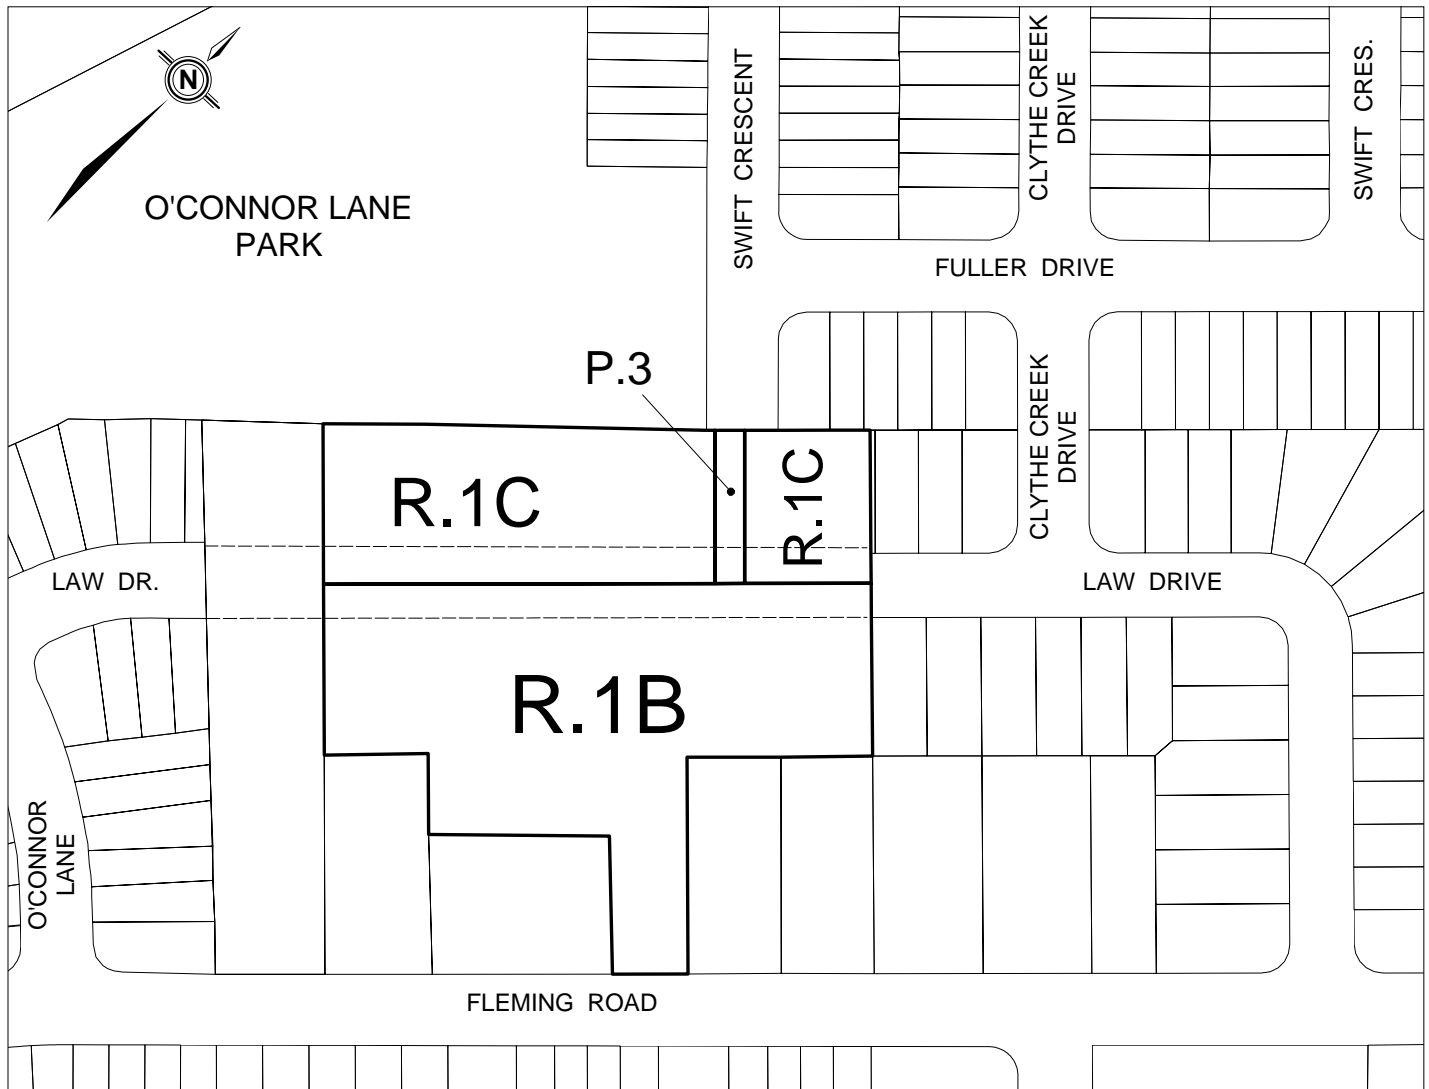 N
O'CONNOR LANE
PARK
SWIFT CRESCENT
CLYTHE CREEK
DRIVE
SWIFT CRES.
FULLER DRIVE
P.3
CLYTHE CREEK
DRIVE
R.1C
R.1C
LAW DR.
LAW DRIVE
R.1B
O'CONNOR
LANE
FLEMING ROAD